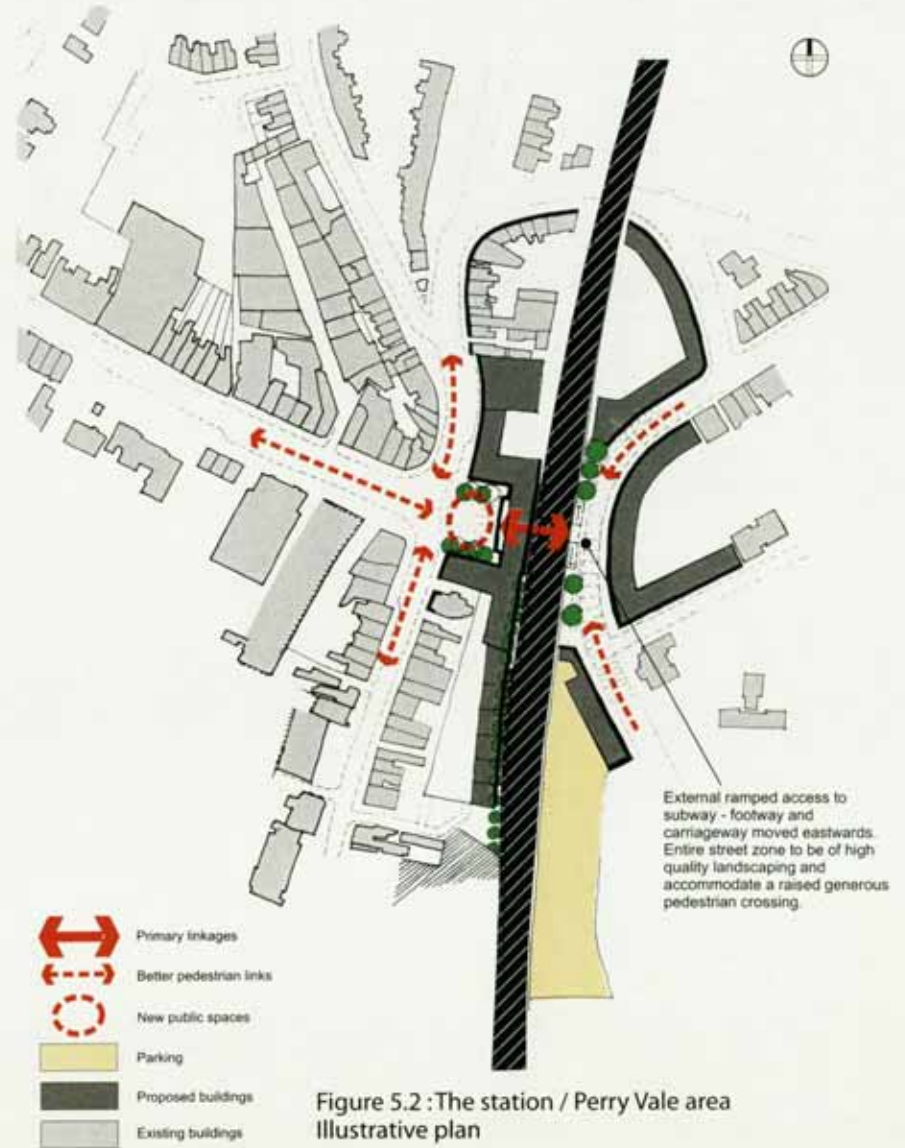 External ramped access to
subway - footway and
carriageway moved eastwards.
Entire street zone to be of high
quality landscaping and
accommodate a raised generous
pedestrian crossing.
Primary linkages
Better pedestrian links
New public spaces
Parking
Proposed buildings
Existing buildings
Figure 5.2 : The station / Perry Vale area
Illustrative plan